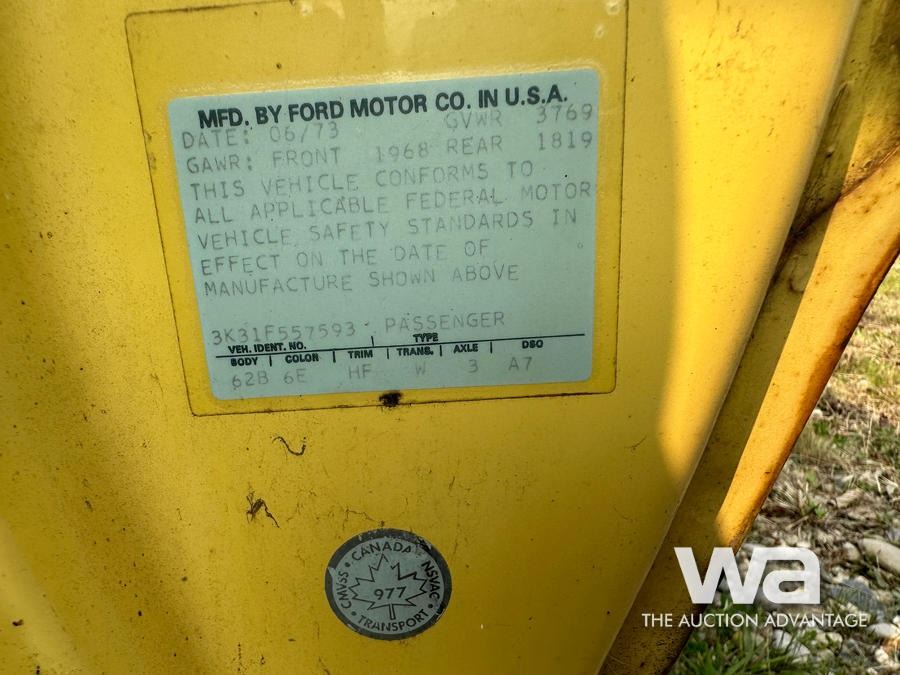 MFD. BY FORD MOTOR CO. IN U.S.A.
DATE: 06/73 GVWR 3769
GAWR: FRONT 1968 REAR 1819
THIS VEHICLE CONFORMS TO
ALL APPLICABLE FEDERAL MOTOR
VEHICLE SAFETY STANDARDS IN
EFFECT ON THE DATE OF
MANUFACTURE SHOWN ABOVE
3K31F557593 PASSENGER
VEH. IDENT. NO. TYPE
BODY COLOR TRIM TRANS. AXLE DSO
62B 6E HF W 3 A7
CANADA
CMVSS NSVAC
977
TRANSPORT
wa
THE AUCTION ADVANTAGE